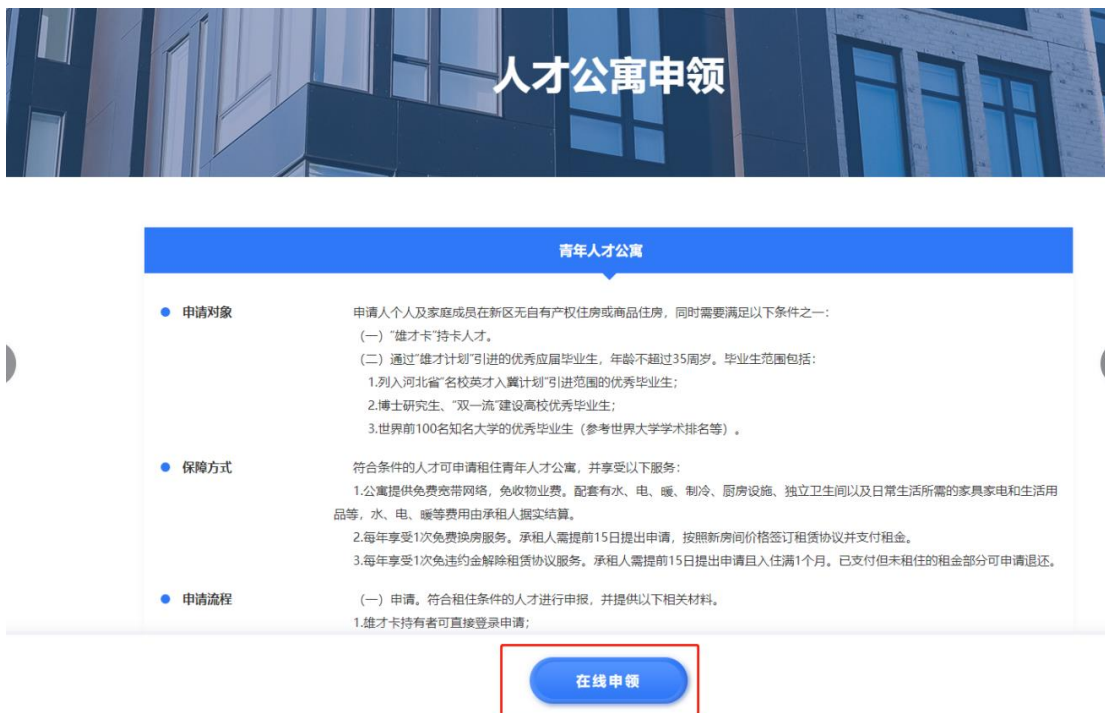 人才公寓申领
青年人才公寓
申请对象
申请人个人及家庭成员在新区无自有产权住房或商品住房，同时需要满足以下条件之一：
（一）“雄才卡”持卡人才。
（二）通过“雄才计划”引进的优秀应届毕业生，年龄不超过35周岁。毕业生范围包括：
1.列入河北省“名校英才入冀计划”引进范围的优秀毕业生；
2.博士研究生、“双一流”建设高校优秀毕业生；
3.世界前100名知名大学的优秀毕业生（参考世界大学学术排名等）。
保障方式
符合条件的人才可申请租住青年人才公寓，并享受以下服务：
1.公寓提供免费宽带网络，免收物业费。配套有水、电、暖、制冷、厨房设施、独立卫生间以及日常生活所需的家具家电和生活用
品等，水、电、暖等费用由承租人据实结算。
2.每年享受1次免费换房服务。承租人需提前15日提出申请，按照新房间价格签订租赁协议并支付租金。
3.每年享受1次免违约金解除租赁协议服务。承租人需提前15日提出申请且入住满1个月。已支付但未租住的租金部分可申请退还。
申请流程
（一）申请。符合租住条件的人才进行申报，并提供以下相关材料。
1.雄才卡持有者可直接登录申请；
在线申领